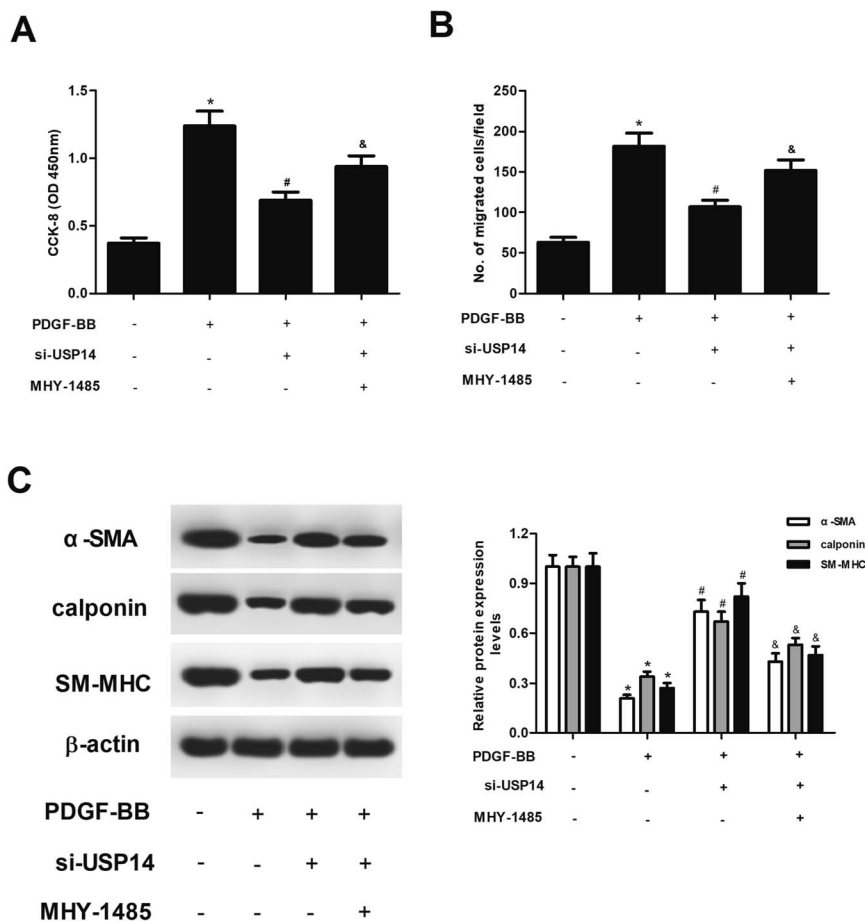 A
CCK-8 (OD 450nm)
1.5
1.0
0.5
0.0
*
#
&
PDGF-BB - + + +
si-USP14 - - + +
MHY-1485 - - - +
B
No. of migrated cells/field
250
200
150
100
50
0
*
#
&
PDGF-BB - + + +
si-USP14 - - + +
MHY-1485 - - - +
C
α-SMA
calponin
SM-MHC
β-actin
PDGF-BB - + + +
si-USP14 - - + +
MHY-1485 - - - +
Relative protein expression
levels
1.2
0.9
0.6
0.3
0.0
* * *
# # #
& & &
α-SMA
calponin
SM-MHC
PDGF-BB - + + +
si-USP14 - - + +
MHY-1485 - - - +